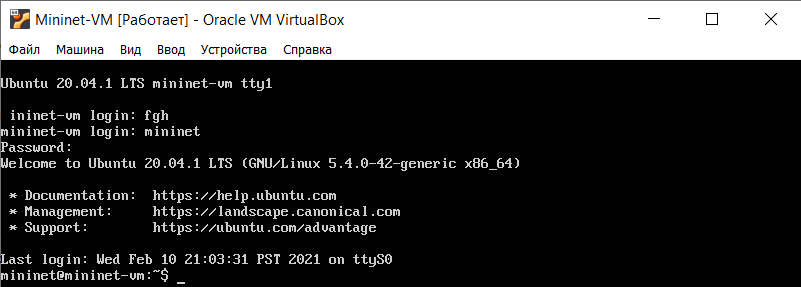 Mininet-VM [Работает] - Oracle VM VirtualBox
Файл Машина Вид Ввод Устройства Справка
Ubuntu 20.04.1 LTS mininet-vm tty1
ininet-vm login: fgh
mininet-vm login: mininet
Password:
Welcome to Ubuntu 20.04.1 LTS (GNU/Linux 5.4.0-42-generic x86_64)
* Documentation: https://help.ubuntu.com
* Management: https://landscape.canonical.com
* Support: https://ubuntu.com/advantage
Last login: Wed Feb 10 21:03:31 PST 2021 on ttyS0
mininet@mininet-vm:~$ _